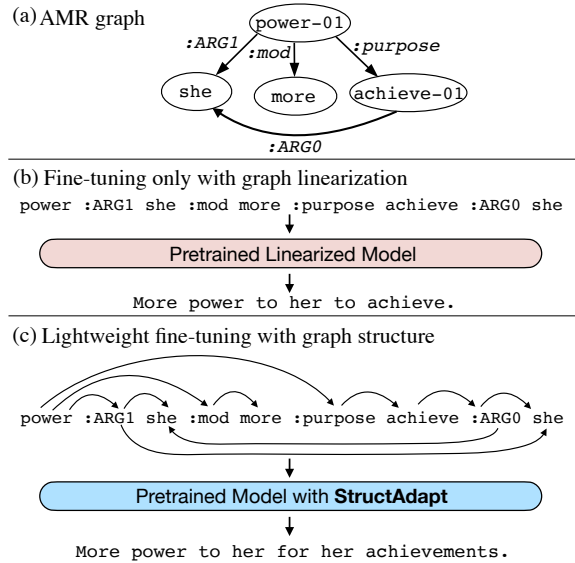 (a) AMR graph
power-01
:ARG1
:mod
:purpose
she
more
achieve-01
:ARG0
(b) Fine-tuning only with graph linearization
power :ARG1 she :mod more :purpose achieve :ARG0 she
Pretrained Linearized Model
More power to her to achieve.
(c) Lightweight fine-tuning with graph structure
power :ARG1 she :mod more :purpose achieve :ARG0 she
Pretrained Model with StructAdapt
More power to her for her achievements.